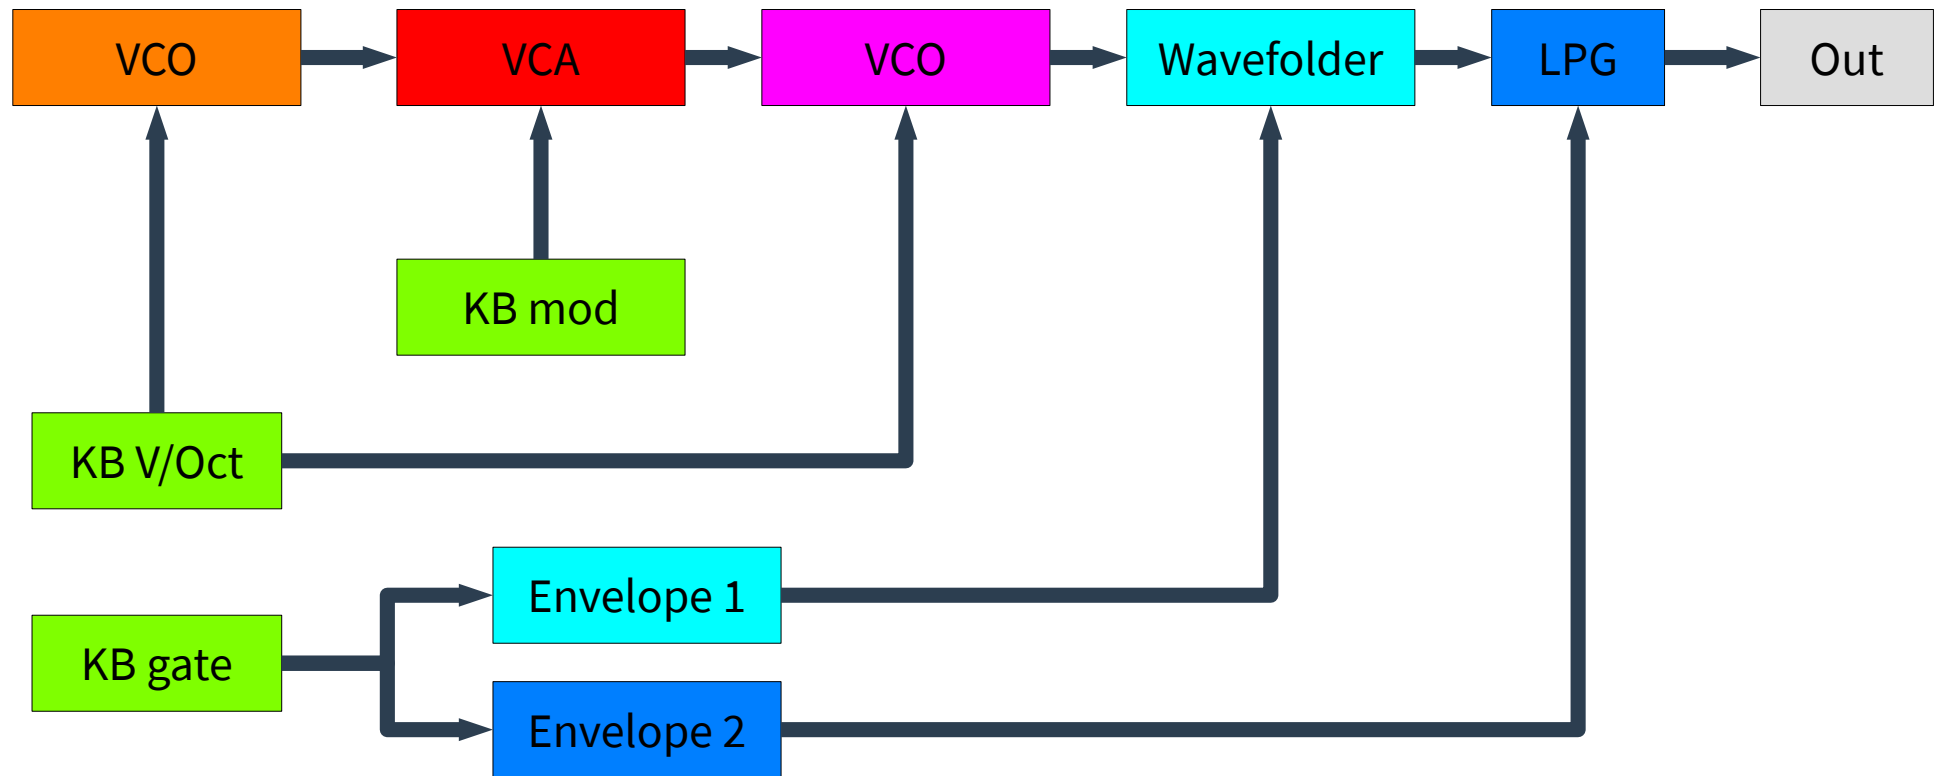 VCO
VCA
VCO
Wavefolder
LPG
Out
KB mod
KB V/Oct
Envelope 1
KB gate
Envelope 2